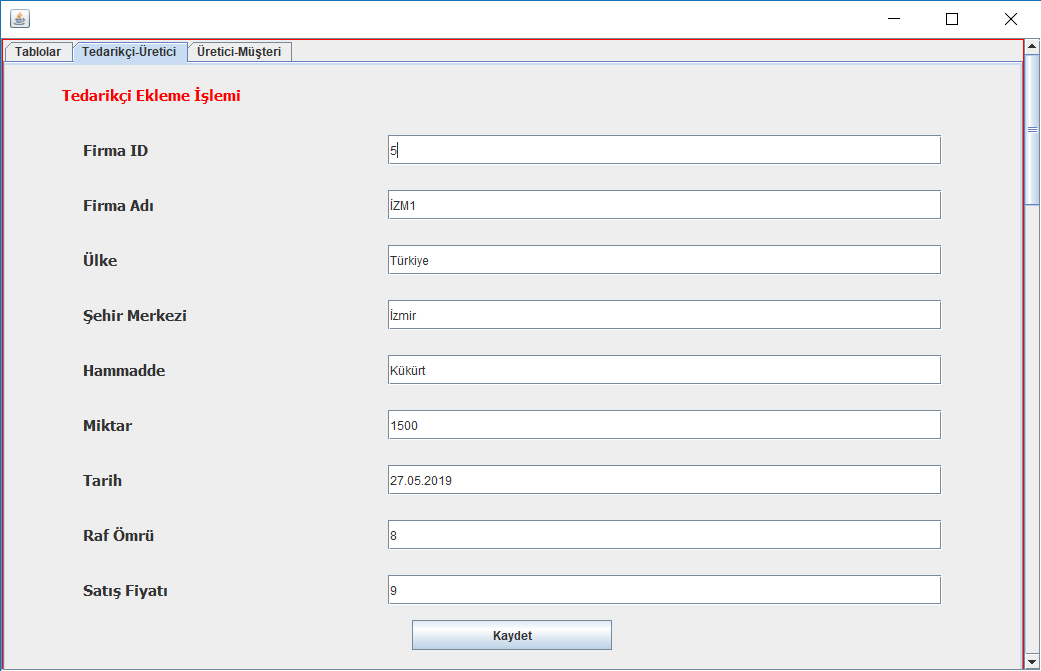 Tablolar Tedarikçi-Üretici Üretici-Müşteri
Tedarikçi Ekleme İşlemi
Firma ID 5
Firma Adı İZM1
Ülke Türkiye
Şehir Merkezi İzmir
Hammadde Kükürt
Miktar 1500
Tarih 27.05.2019
Raf Ömrü 8
Satış Fiyatı 9
Kaydet